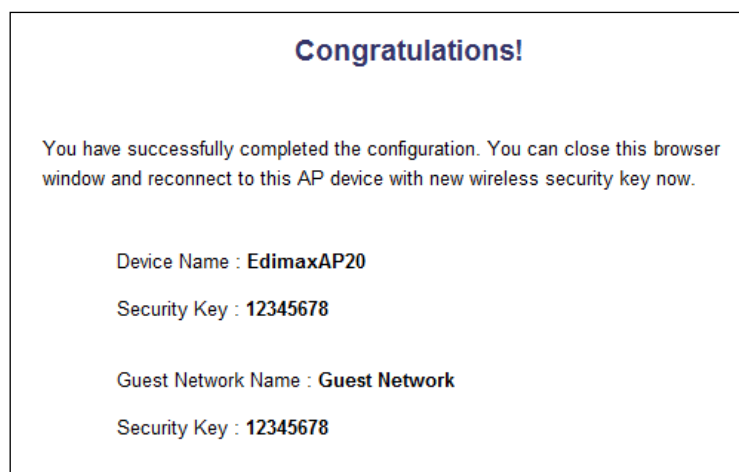 Congratulations!
You have successfully completed the configuration. You can close this browser
window and reconnect to this AP device with new wireless security key now.
Device Name : EdimaxAP20
Security Key : 12345678
Guest Network Name : Guest Network
Security Key : 12345678